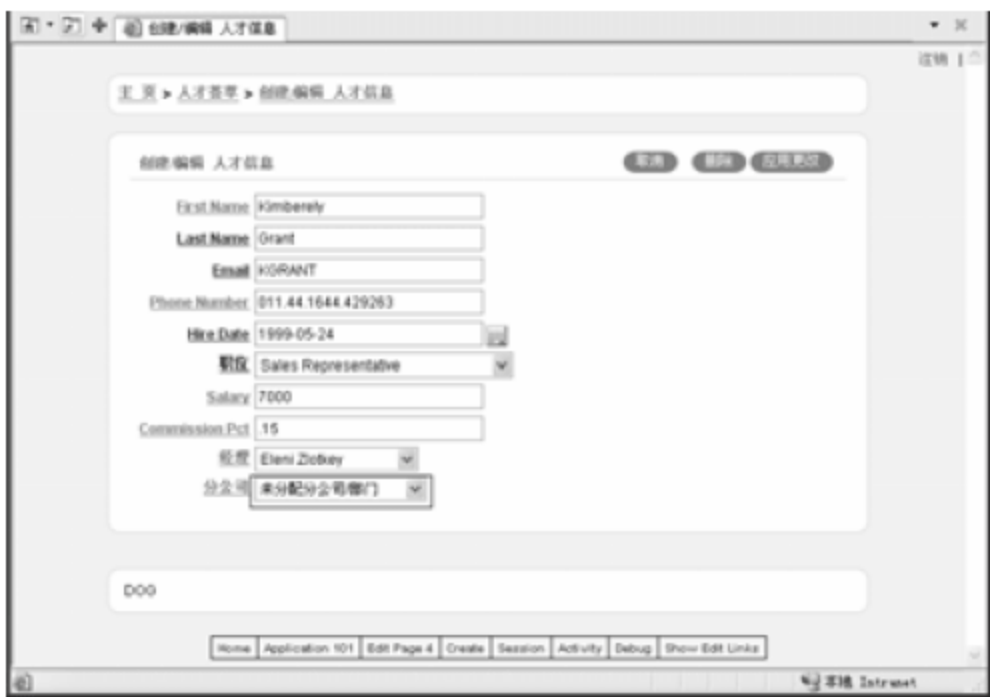 创建/编辑 人才信息
注销 |
主 页 > 人才荟萃 > 创建/编辑 人才信息
创建/编辑 人才信息
取消 删除 应用更改
First Name Kimberely
Last Name Grant
Email KGRANT
Phone Number 011.44.1644.429263
Hire Date 1999-05-24
职位 Sales Representative
Salary 7000
Commission Pct .15
经理 Eleni Zlotkey
分公司 未分配分公司/部门
DOG
Home Application 101 Edit Page 4 Create Session Activity Debug Show Edit Links
本地 Intranet